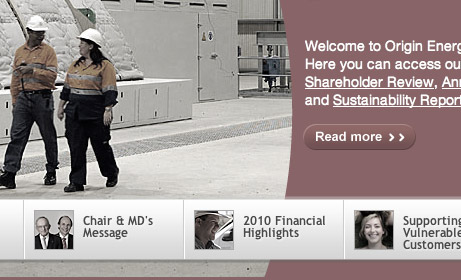 Welcome to Origin Energ
Here you can access ou
Shareholder Review, An
and Sustainability Report
Read more
Chair & MD's
Message
2010 Financial
Highlights
Supporting
Vulnerable
Customers